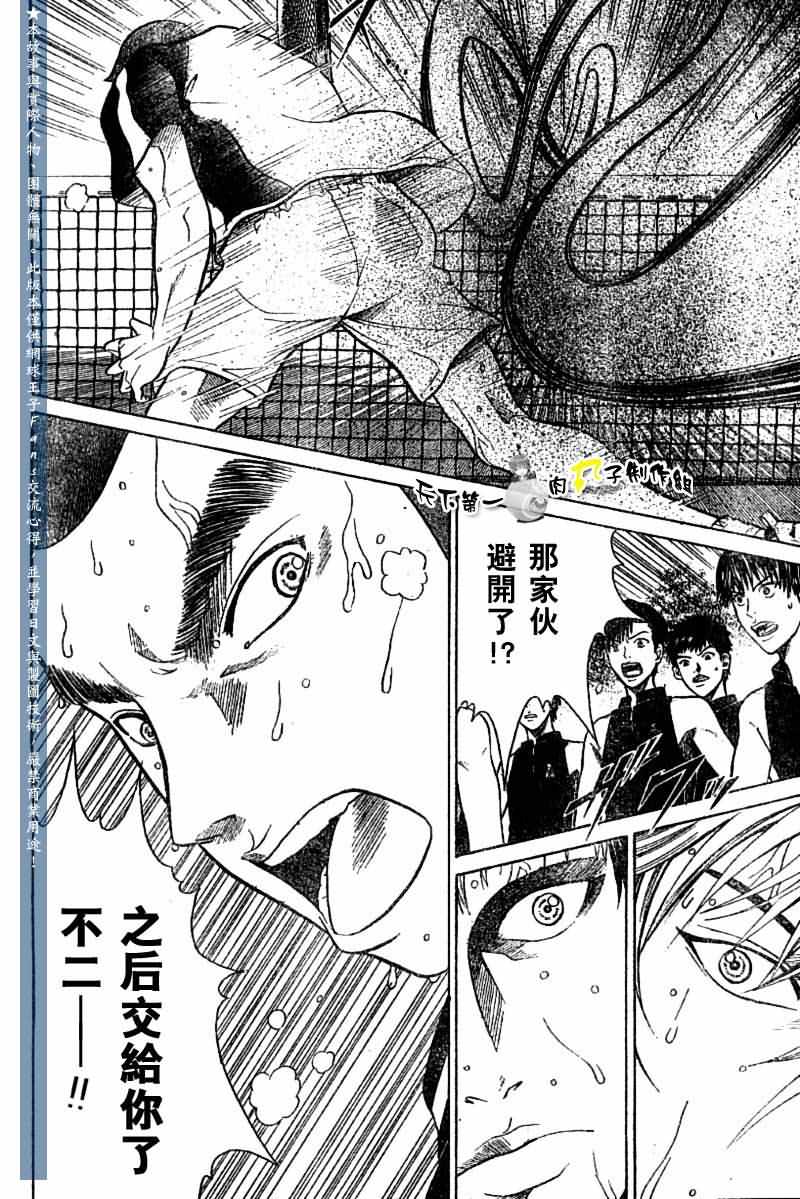 ★本故事與實際人物、團體無關。此版本僅供網球王子Fans交流心得，並學習日文與製圖技術，嚴禁商業用途！
天下第一
肉丸子制作組
那家伙
避開了!?
之后交給你了
不二——!!